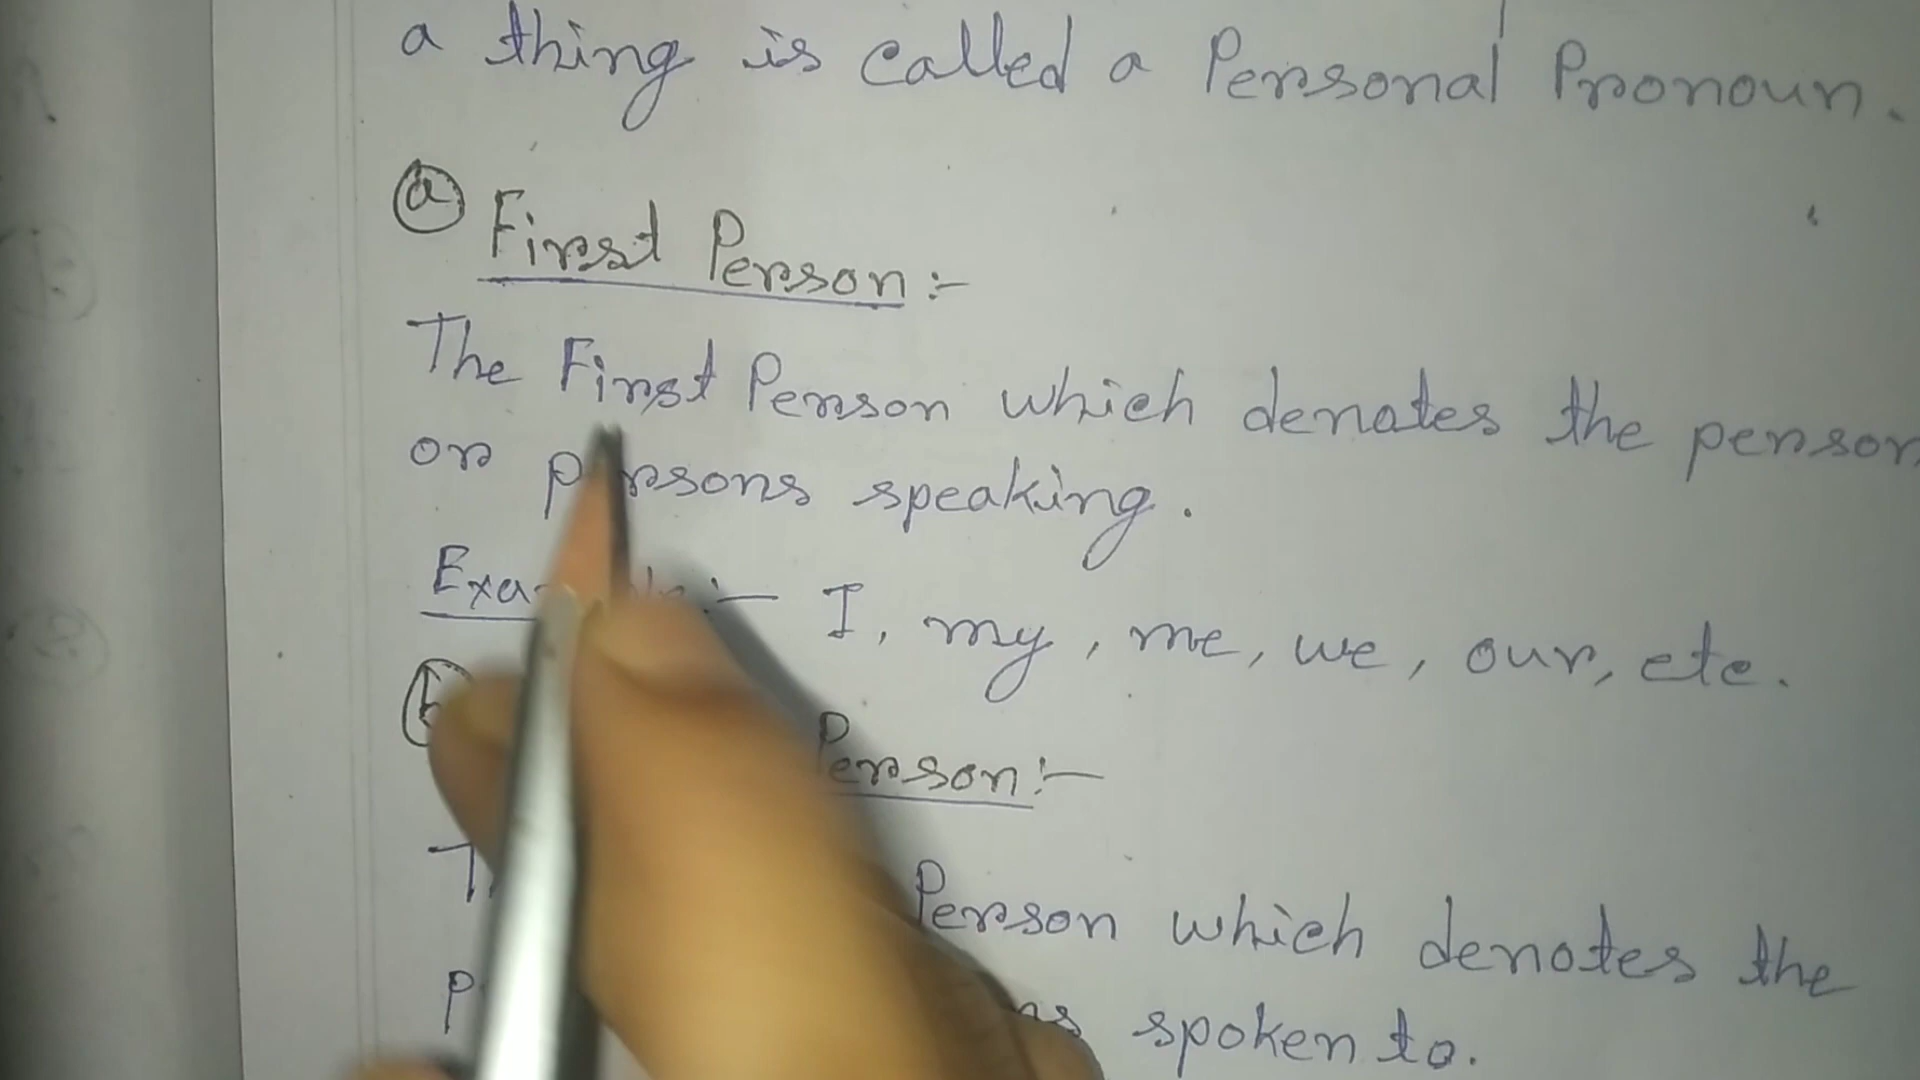 a thing is called a Personal Pronoun.
a First Person:-
The First Person which denotes the person
or persons speaking.
:- I, my, me, we, our, etc.
b Person:-
Person which denotes the
spoken to.